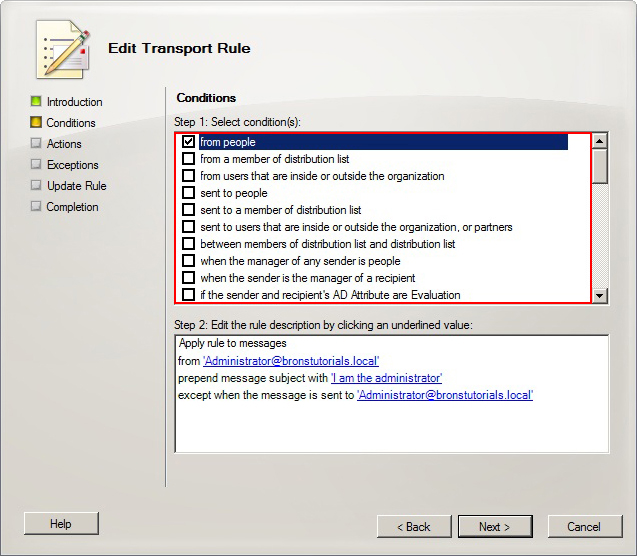 Edit Transport Rule
Introduction
Conditions
Actions
Exceptions
Update Rule
Completion
Conditions
Step 1: Select condition(s):
from people
from a member of distribution list
from users that are inside or outside the organization
sent to people
sent to a member of distribution list
sent to users that are inside or outside the organization, or partners
between members of distribution list and distribution list
when the manager of any sender is people
when the sender is the manager of a recipient
if the sender and recipient's AD Attribute are Evaluation
Step 2: Edit the rule description by clicking an underlined value:
Apply rule to messages
from 'Administrator@bronstutorials.local'
prepend message subject with 'I am the administrator'
except when the message is sent to 'Administrator@bronstutorials.local'
Help
< Back
Next >
Cancel